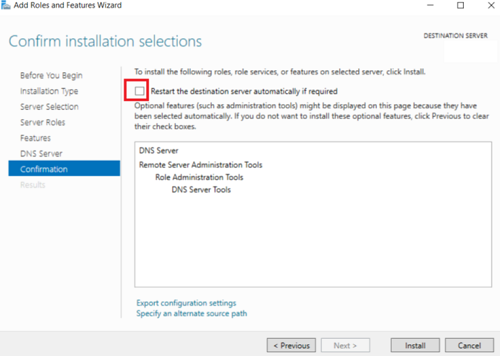 Add Roles and Features Wizard
Confirm installation selections
DESTINATION SERVER
Before You Begin
Installation Type
Server Selection
Server Roles
Features
DNS Server
Confirmation
Results
To install the following roles, role services, or features on selected server, click Install.
Restart the destination server automatically if required
Optional features (such as administration tools) might be displayed on this page because they have
been selected automatically. If you do not want to install these optional features, click Previous to clear
their check boxes.
DNS Server
Remote Server Administration Tools
Role Administration Tools
DNS Server Tools
Export configuration settings
Specify an alternate source path
< Previous
Next >
Install
Cancel